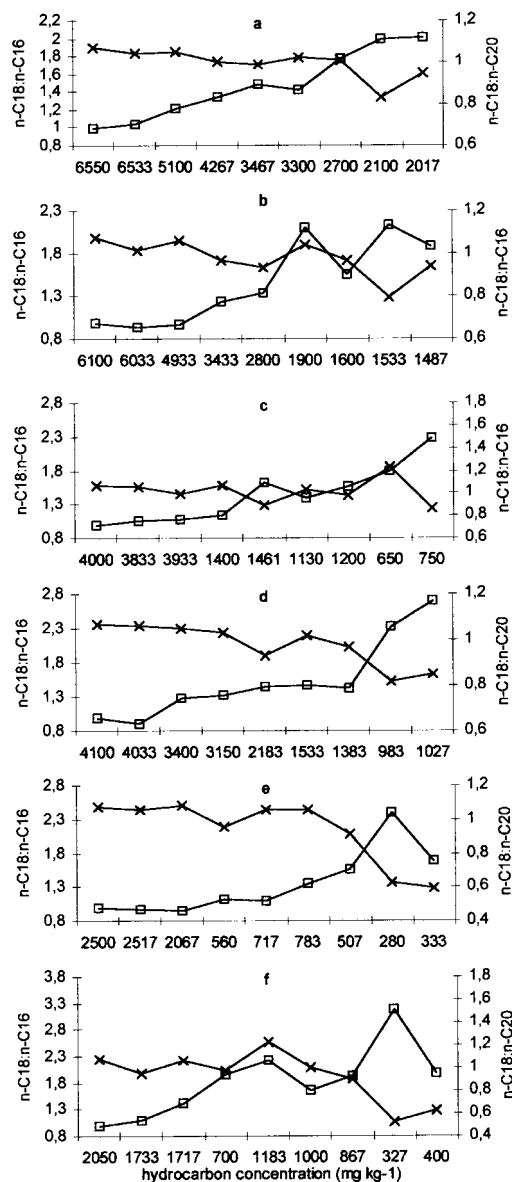 a
n-C18:n-C16
2,2
2
1,8
1,6
1,4
1,2
1
0,8
1,2
1
0,8
0,6
n-C18:n-C20
6550 6533 5100 4267 3467 3300 2700 2100 2017
b
n-C18:n-C16
2,3
1,8
1,3
0,8
1,2
1
0,8
0,6
n-C18:n-C16
6100 6033 4933 3433 2800 1900 1600 1533 1487
c
n-C18:n-C16
2,8
2,3
1,8
1,3
0,8
1,8
1,6
1,4
1,2
1
0,8
0,6
n-C18:n-C16
4000 3833 3933 1400 1461 1130 1200 650 750
d
n-C18:n-C16
2,8
2,3
1,8
1,3
0,8
1,2
1
0,8
0,6
n-C18:n-C20
4100 4033 3400 3150 2183 1533 1383 983 1027
e
n-C18:n-C16
2,8
2,3
1,8
1,3
0,8
1,2
1
0,8
0,6
0,4
n-C18:n-C20
2500 2517 2067 560 717 783 507 280 333
f
n-C18:n-C16
3,8
3,3
2,8
2,3
1,8
1,3
0,8
1,8
1,6
1,4
1,2
1
0,8
0,6
0,4
n-C18:n-C20
2050 1733 1717 700 1183 1000 867 327 400
hydrocarbon concentration (mg kg-1)